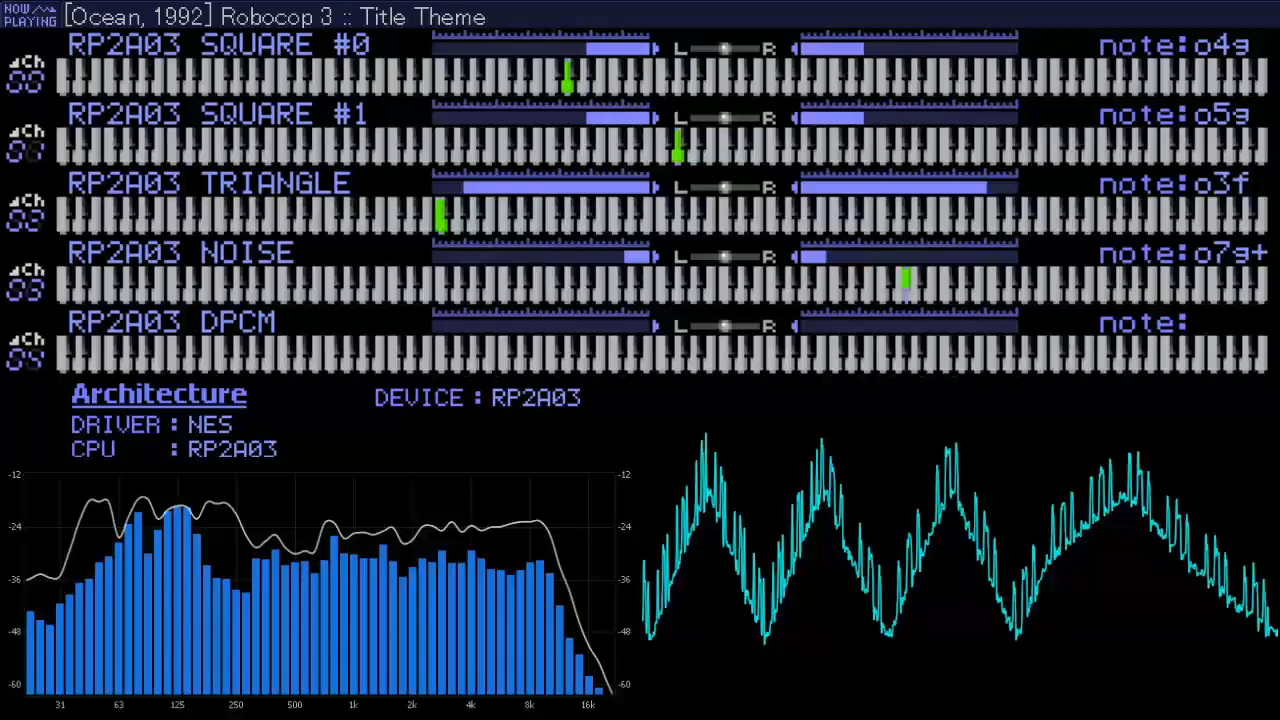 NOW PLAYING [Ocean, 1992] Robocop 3 :: Title Theme
RP2A03 SQUARE #0 L R note:o4g
Ch 00
RP2A03 SQUARE #1 L R note:o5g
Ch 01
RP2A03 TRIANGLE L R note:o3f
Ch 02
RP2A03 NOISE L R note:o7g+
Ch 03
RP2A03 DPCM L R note:
Ch 04
Architecture DEVICE : RP2A03
DRIVER : NES
CPU : RP2A03
-12 -12
-24 -24
-36 -36
-48 -48
-60 -60
31 63 125 250 500 1k 2k 4k 8k 16k